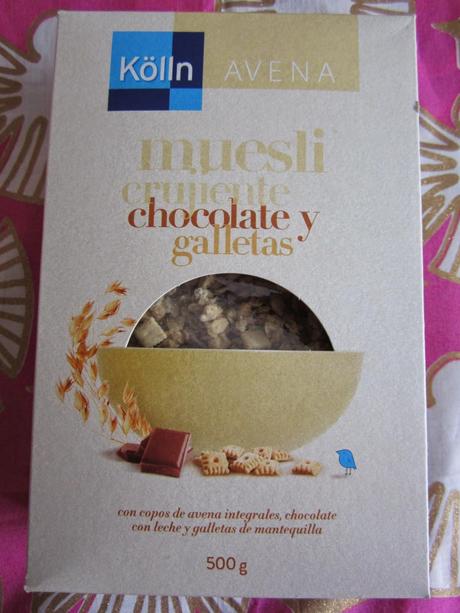 Kölln AVENA
muesli
crujiente
chocolate y
galletas
con copos de avena integrales, chocolate
con leche y galletas de mantequilla
500 g